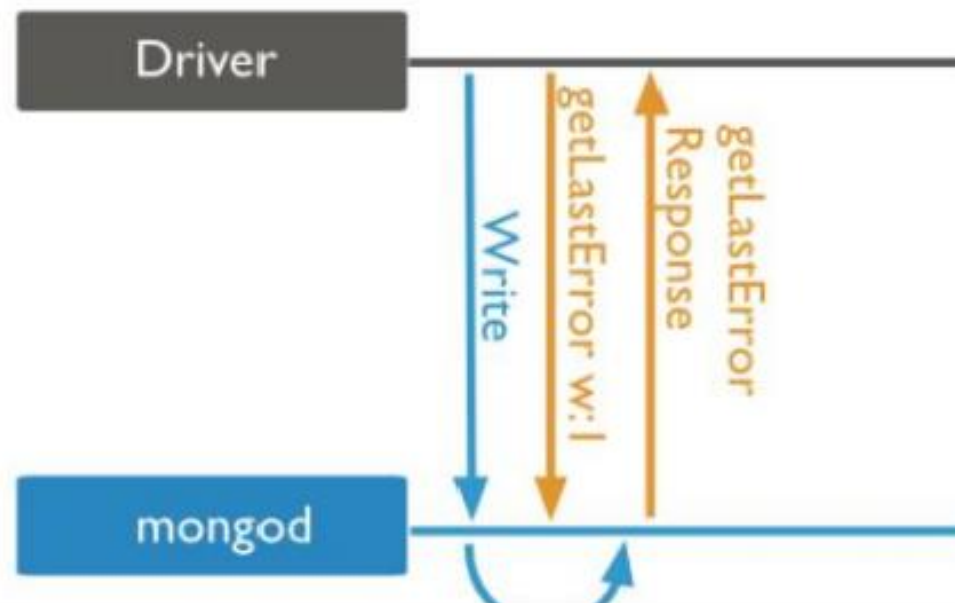 Driver
Write
getLastError w:1
getLastError
Response
mongod